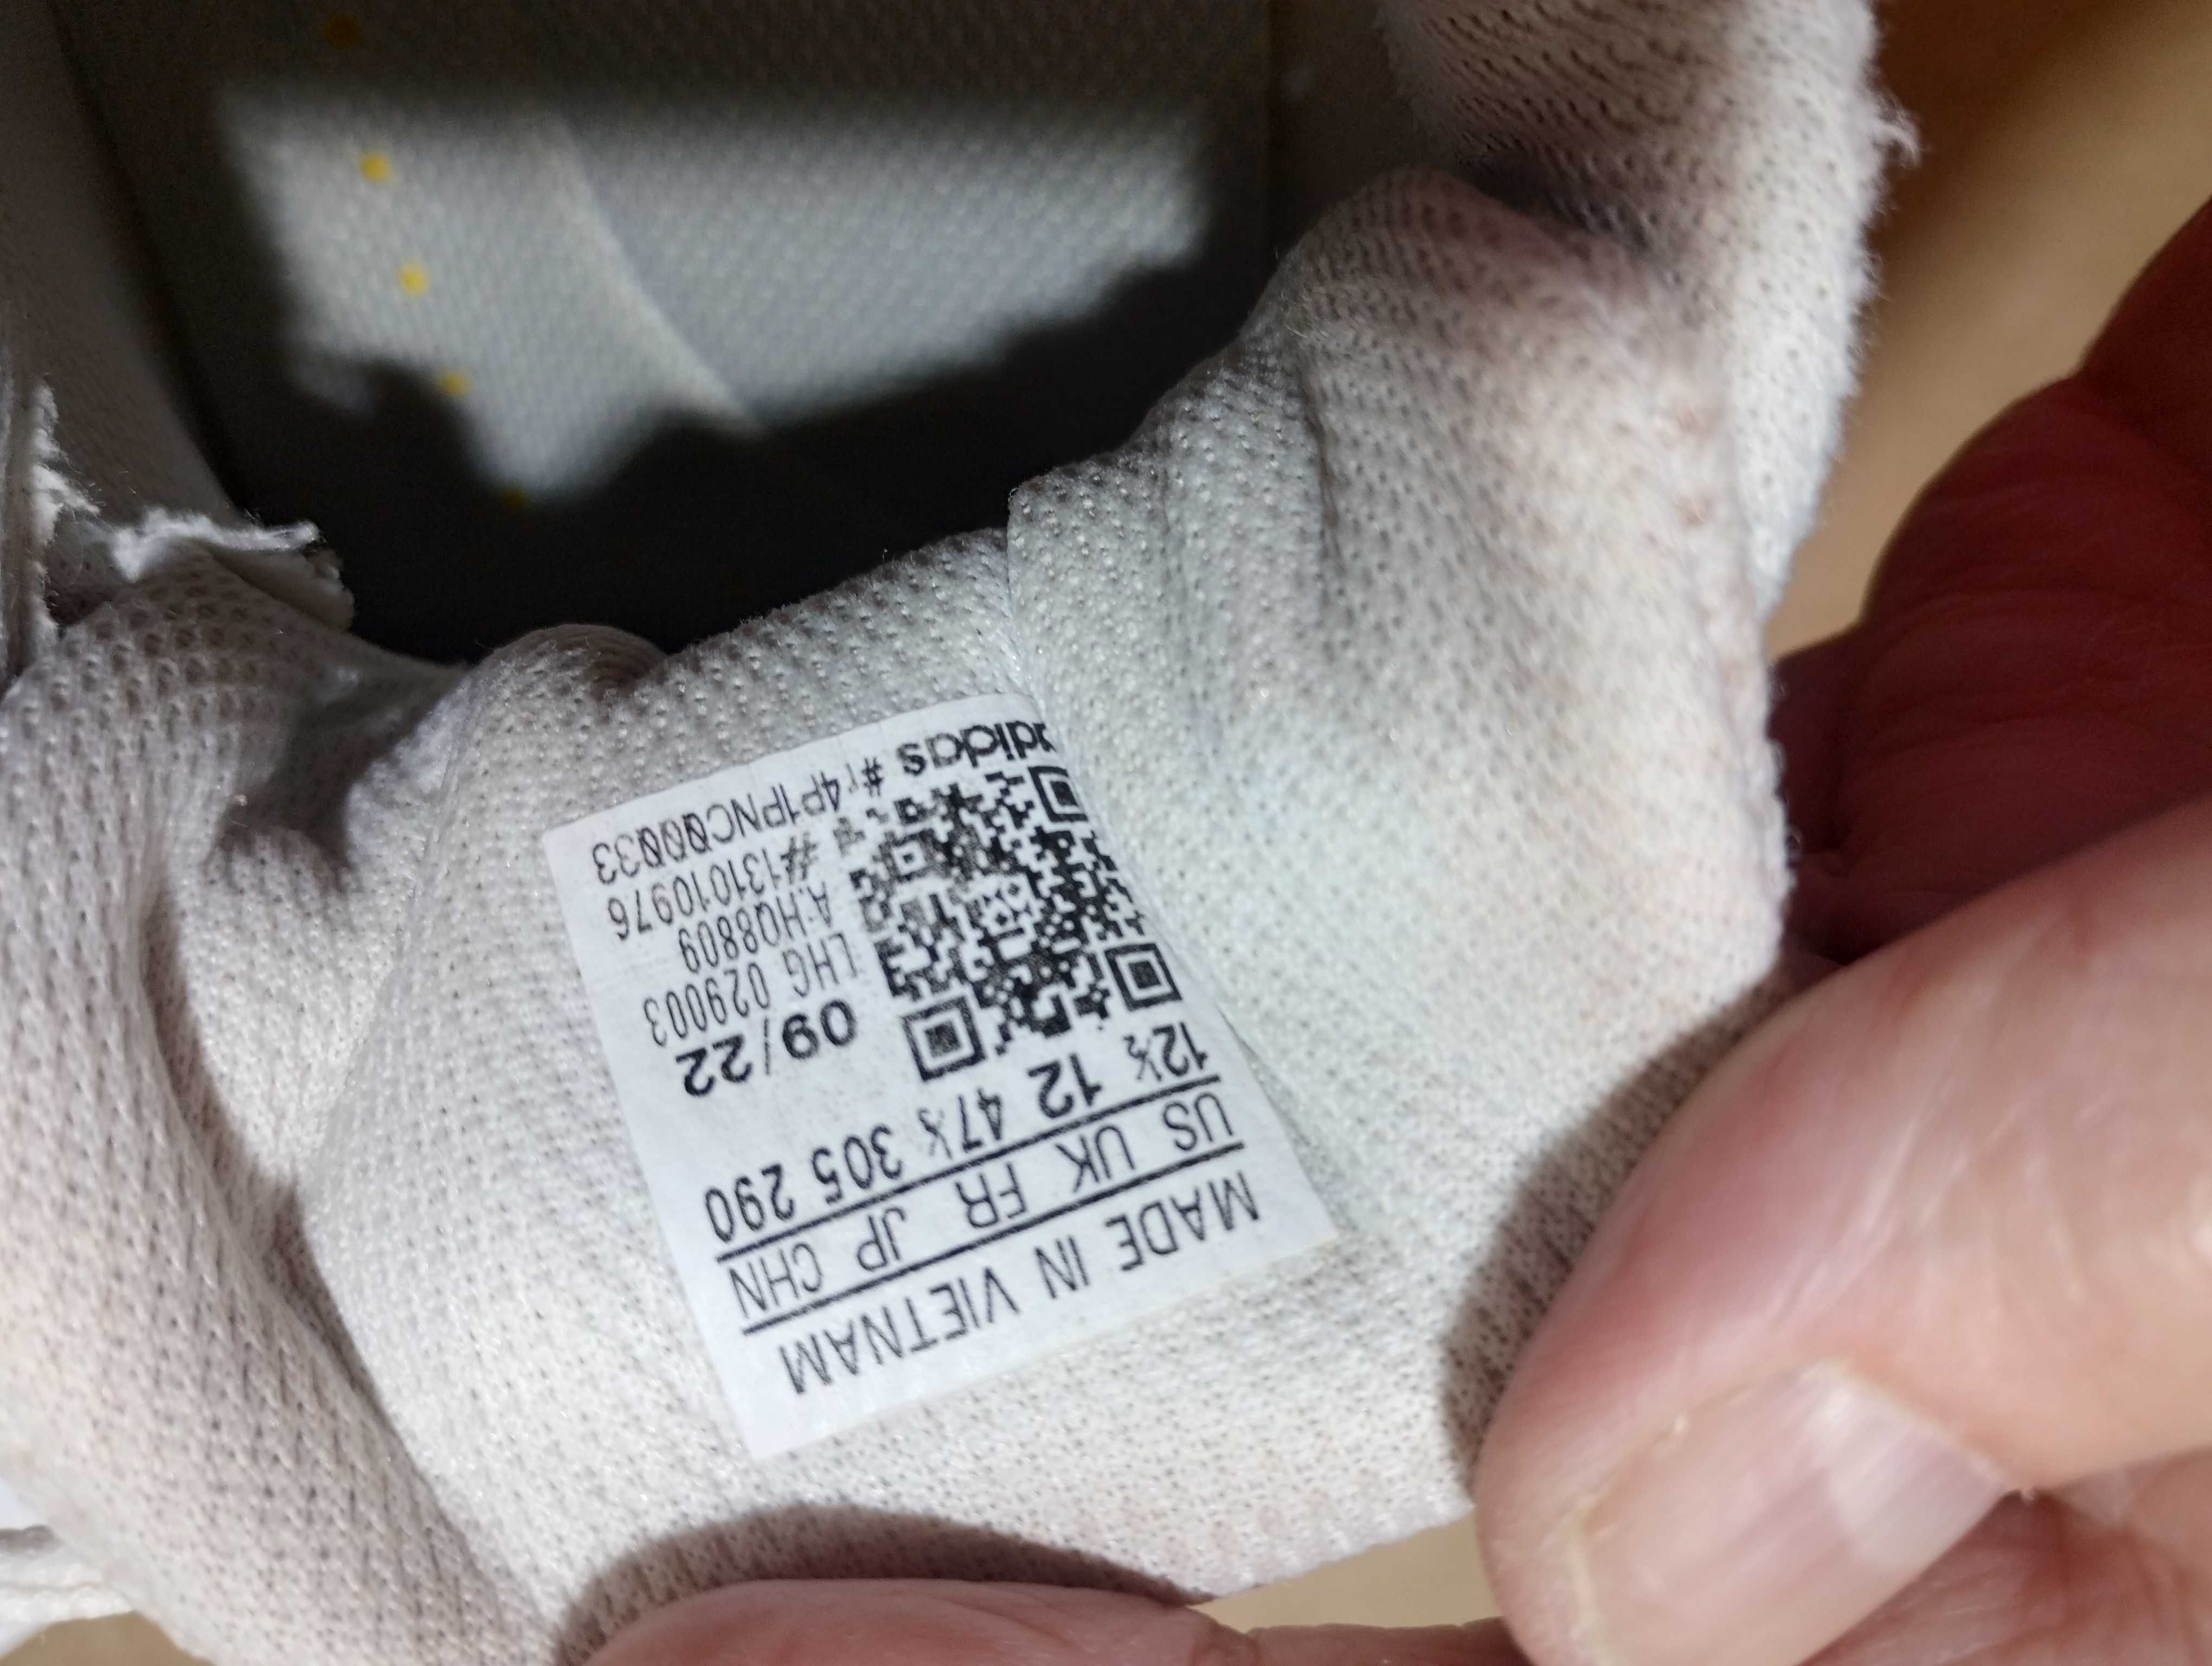 MADE IN VIETNAM
US UK FR JP CHN
12½ 12 47⅓ 305 290
09/22
LHG 029003
A:HQ8809
#131010976
adidas #r4P1PNC00033